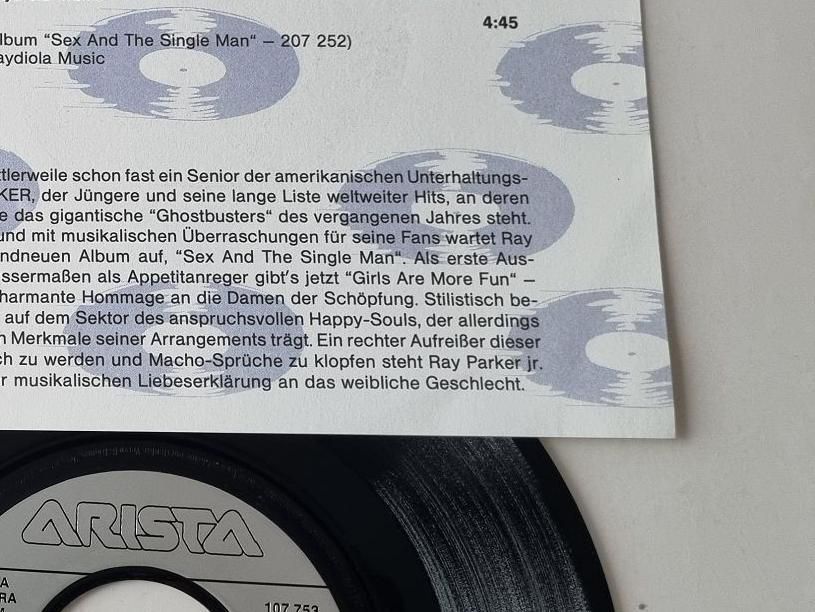 4:45
lbum “Sex And The Single Man“ – 207 252)
aydiola Music
ttlerweile schon fast ein Senior der amerikanischen Unterhaltungs-
KER, der Jüngere und seine lange Liste weltweiter Hits, an deren
e das gigantische “Ghostbusters“ des vergangenen Jahres steht.
und mit musikalischen Überraschungen für seine Fans wartet Ray
ndneuen Album auf, “Sex And The Single Man“. Als erste Aus-
ssermaßen als Appetitanreger gibt’s jetzt “Girls Are More Fun“ –
harmante Hommage an die Damen der Schöpfung. Stilistisch be-
auf dem Sektor des anspruchsvollen Happy-Souls, der allerdings
n Merkmale seiner Arrangements trägt. Ein rechter Aufreißer dieser
ch zu werden und Macho-Sprüche zu klopfen steht Ray Parker jr.
r musikalischen Liebeserklärung an das weibliche Geschlecht.
ARISTA
A
RA
107 753